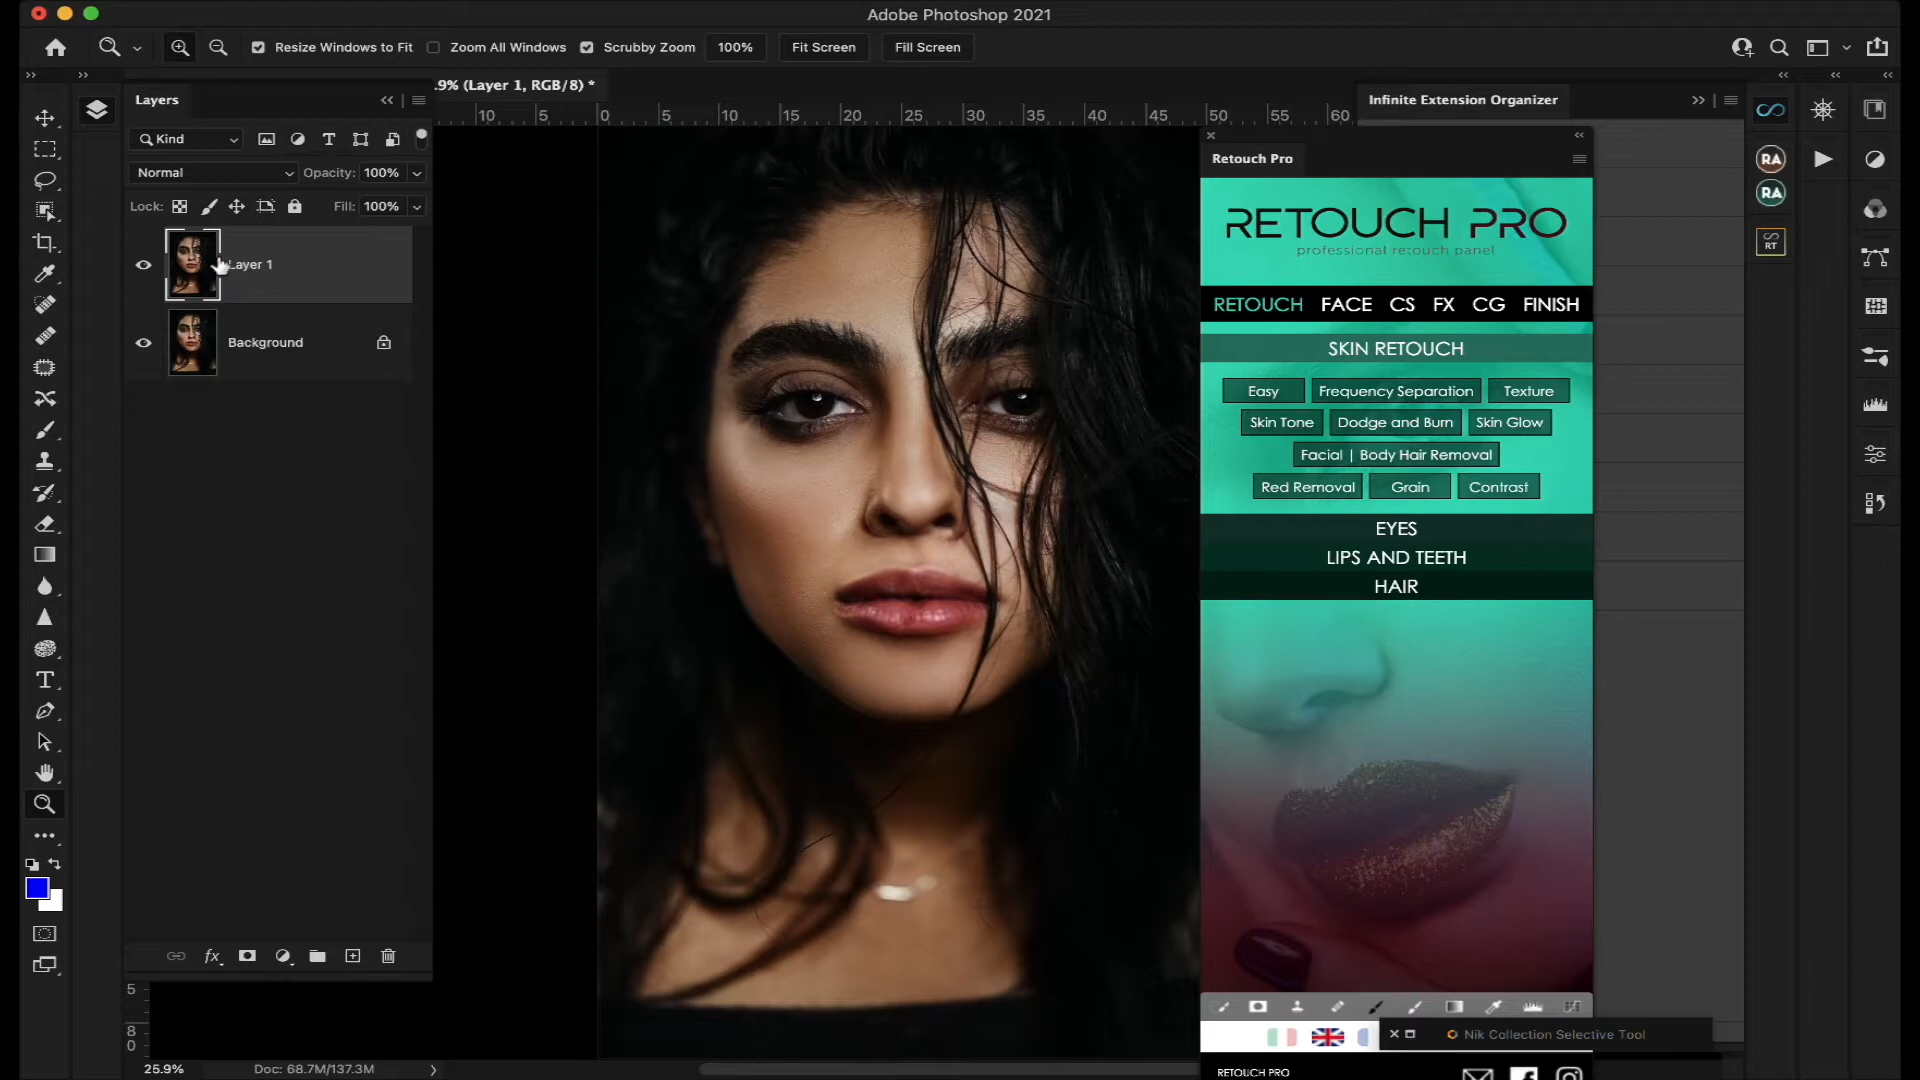 Adobe Photoshop 2021
Resize Windows to Fit
Zoom All Windows
Scrubby Zoom
100%
Fit Screen
Fill Screen
Layers
.9% (Layer 1, RGB/8) *
Infinite Extension Organizer
10 5 0 5 10 15 20 25 30 35 40 45 50 55 60
Kind
Normal
Opacity: 100%
Lock:
Fill: 100%
Layer 1
Background
fx
5
8
0
25.9%
Doc: 68.7M/137.3M
Retouch Pro
RETOUCH PRO
professional retouch panel
RETOUCH FACE CS FX CG FINISH
SKIN RETOUCH
Easy Frequency Separation Texture
Skin Tone Dodge and Burn Skin Glow
Facial | Body Hair Removal
Red Removal Grain Contrast
EYES
LIPS AND TEETH
HAIR
Nik Collection Selective Tool
RETOUCH PRO
RA
RA
RT